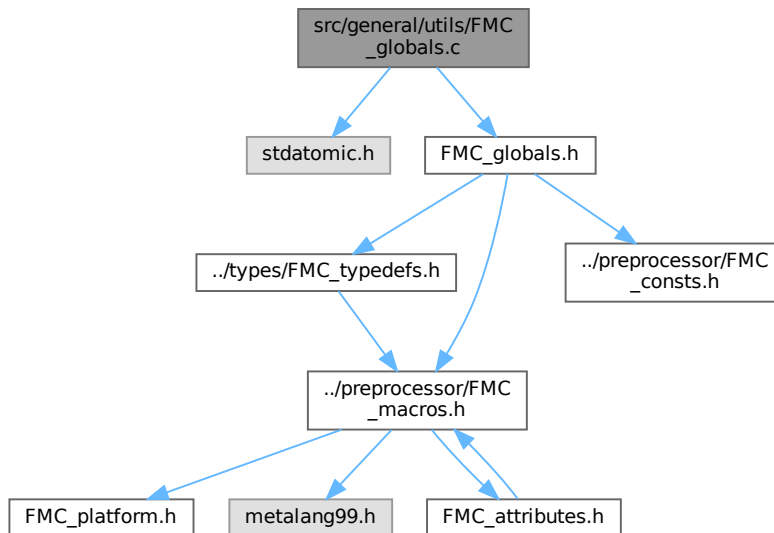 src/general/utils/FMC
_globals.c
stdatomic.h
FMC_globals.h
../types/FMC_typedefs.h
../preprocessor/FMC
_consts.h
../preprocessor/FMC
_macros.h
FMC_platform.h
metalang99.h
FMC_attributes.h